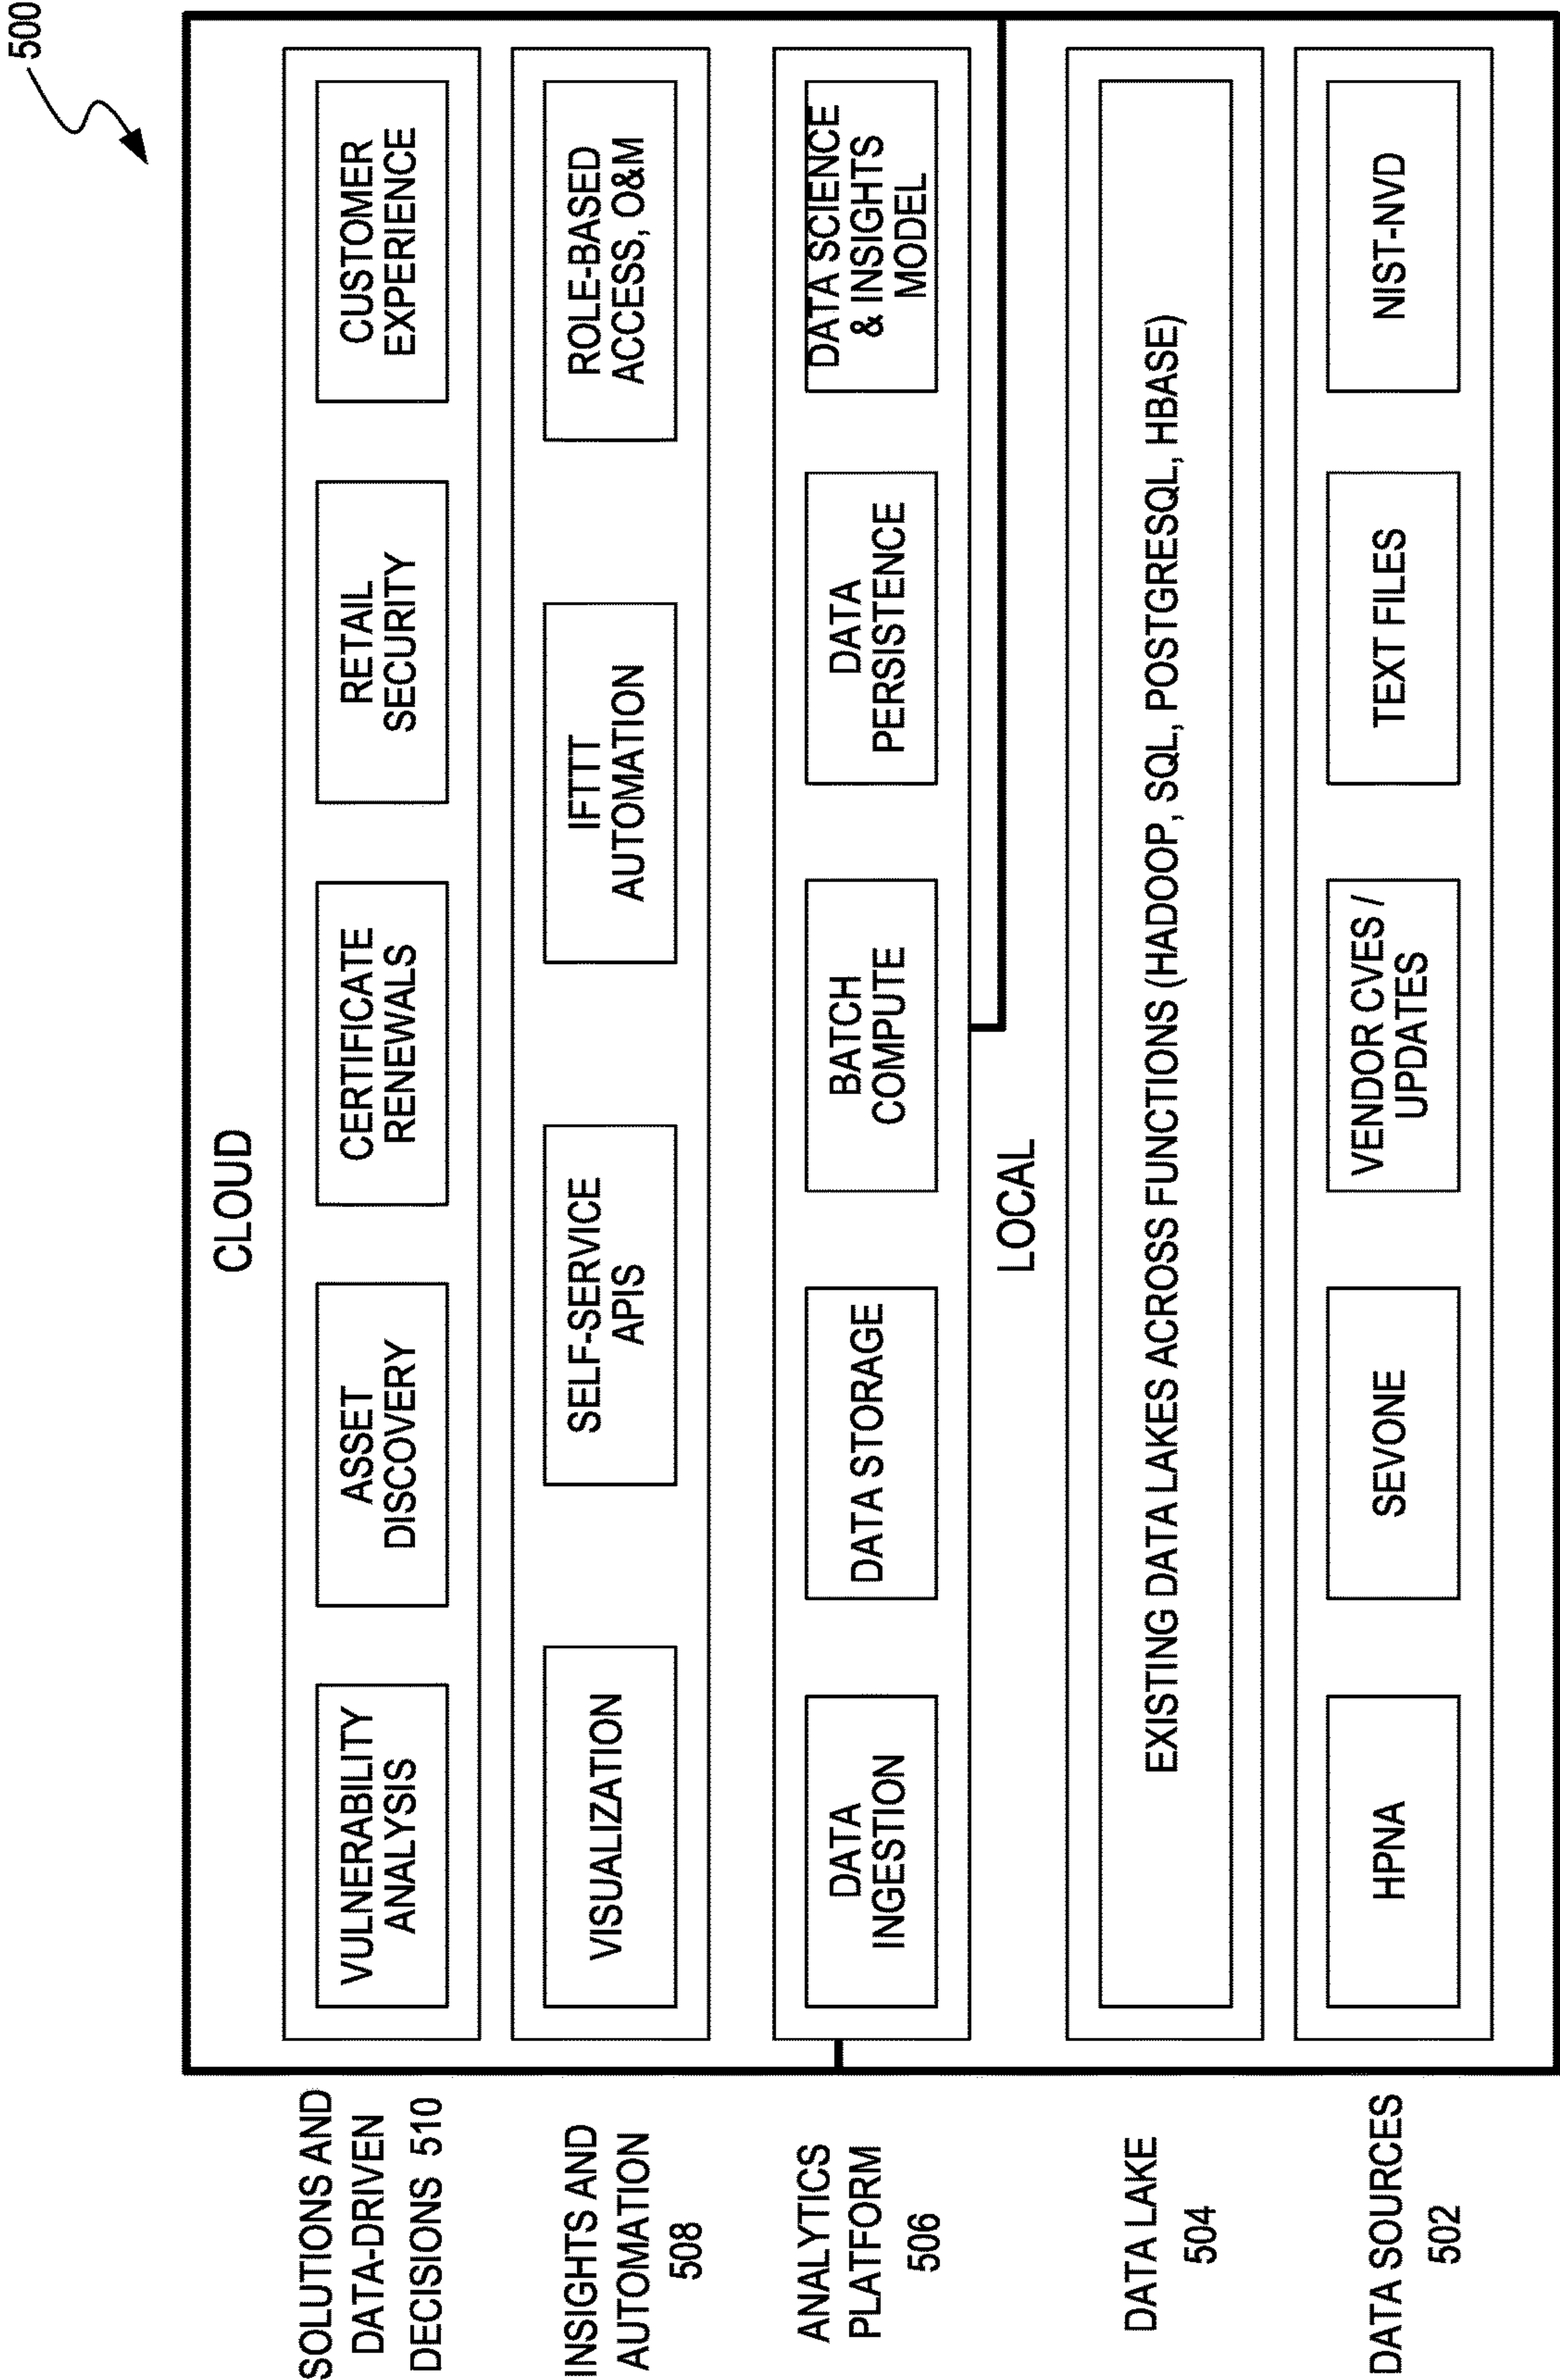 500
CLOUD
SOLUTIONS AND
DATA-DRIVEN
DECISIONS 510
VULNERABILITY
ANALYSIS
ASSET
DISCOVERY
CERTIFICATE
RENEWALS
RETAIL
SECURITY
CUSTOMER
EXPERIENCE
INSIGHTS AND
AUTOMATION
508
VISUALIZATION
SELF-SERVICE
APIS
IFTTT
AUTOMATION
ROLE-BASED
ACCESS, O&M
ANALYTICS
PLATFORM
506
DATA
INGESTION
DATA STORAGE
BATCH
COMPUTE
DATA
PERSISTENCE
DATA SCIENCE
& INSIGHTS
MODEL
LOCAL
DATA LAKE
504
EXISTING DATA LAKES ACROSS FUNCTIONS (HADOOP, SQL, POSTGRESQL, HBASE)
DATA SOURCES
502
HPNA
SEVONE
VENDOR CVES /
UPDATES
TEXT FILES
NIST-NVD